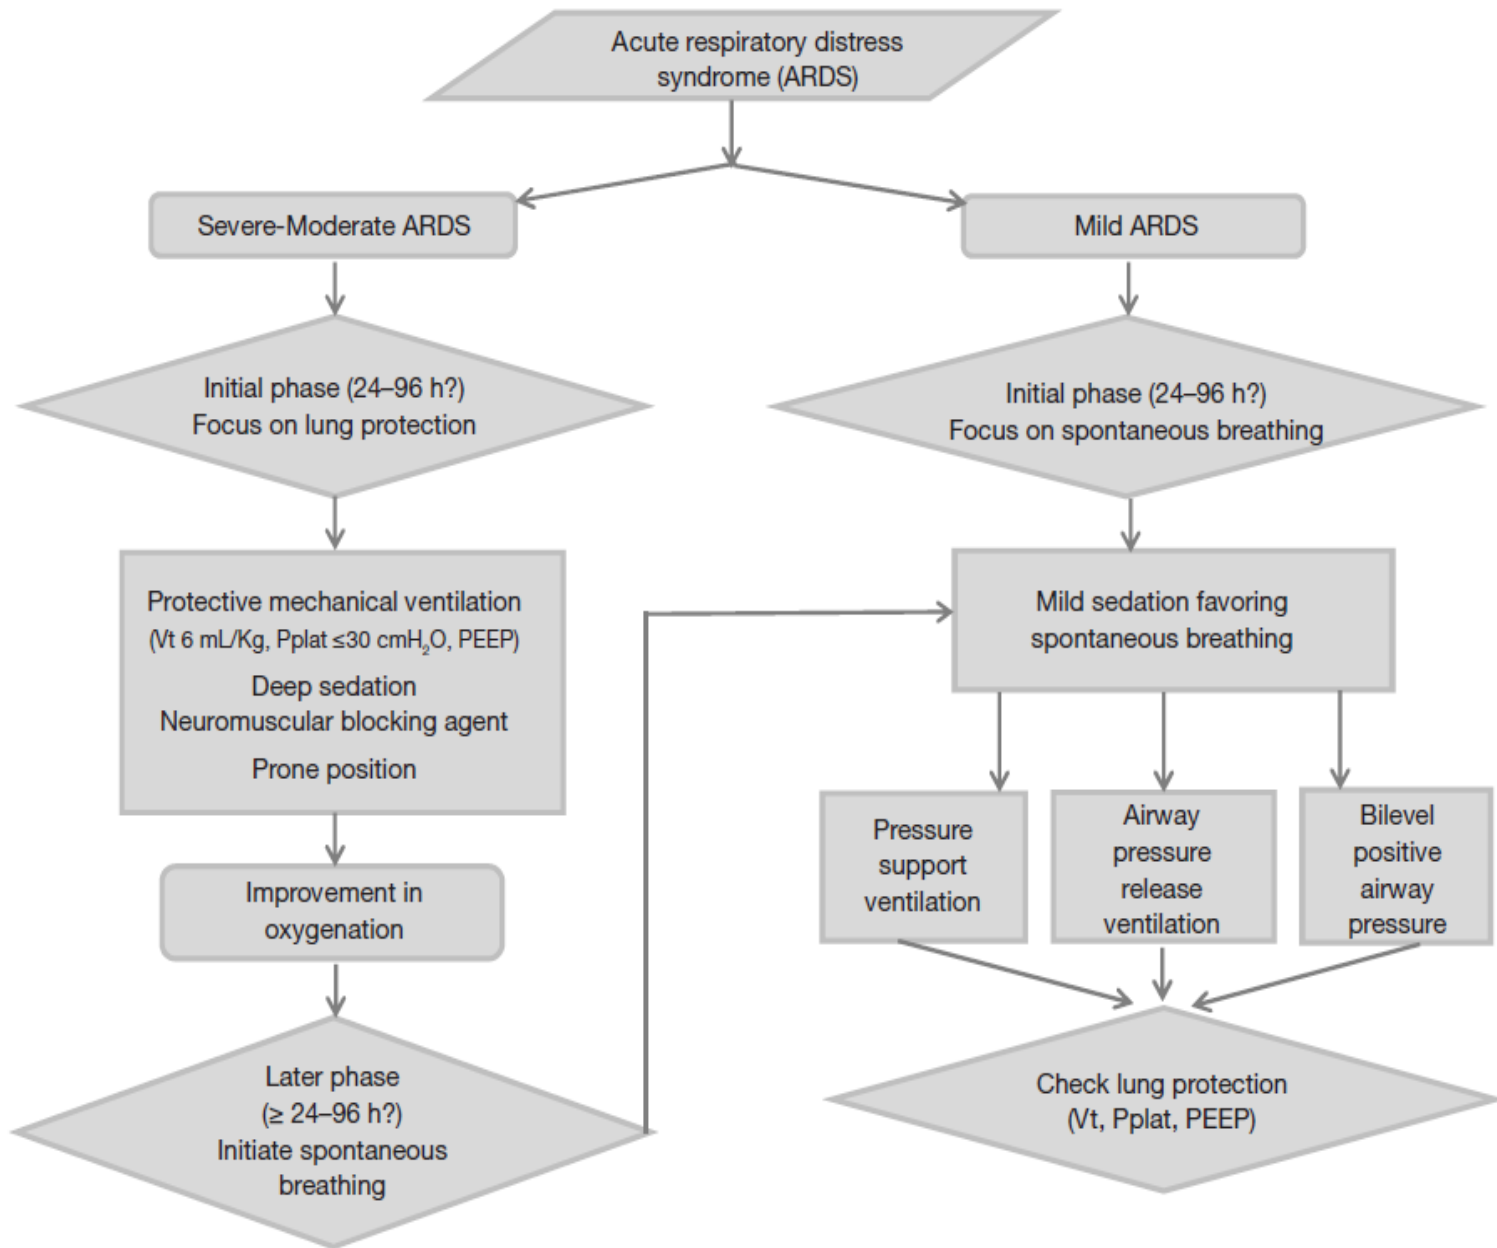 Acute respiratory distress
syndrome (ARDS)
Severe-Moderate ARDS
Mild ARDS
Initial phase (24–96 h?)
Focus on lung protection
Initial phase (24–96 h?)
Focus on spontaneous breathing
Protective mechanical ventilation
(Vt 6 mL/Kg, Pplat ≤30 cmH₂O, PEEP)
Deep sedation
Neuromuscular blocking agent
Prone position
Mild sedation favoring
spontaneous breathing
Improvement in
oxygenation
Pressure
support
ventilation
Airway
pressure
release
ventilation
Bilevel
positive
airway
pressure
Later phase
(≥ 24–96 h?)
Initiate spontaneous
breathing
Check lung protection
(Vt, Pplat, PEEP)